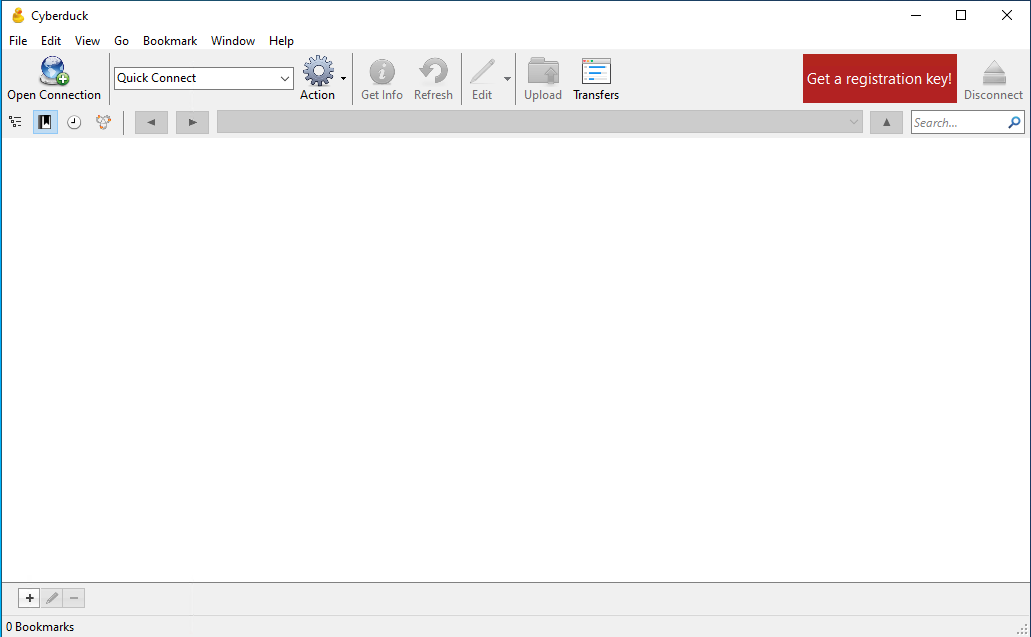 Cyberduck
File Edit View Go Bookmark Window Help
Open Connection Quick Connect Action Get Info Refresh Edit Upload Transfers Get a registration key! Disconnect
Search...
0 Bookmarks